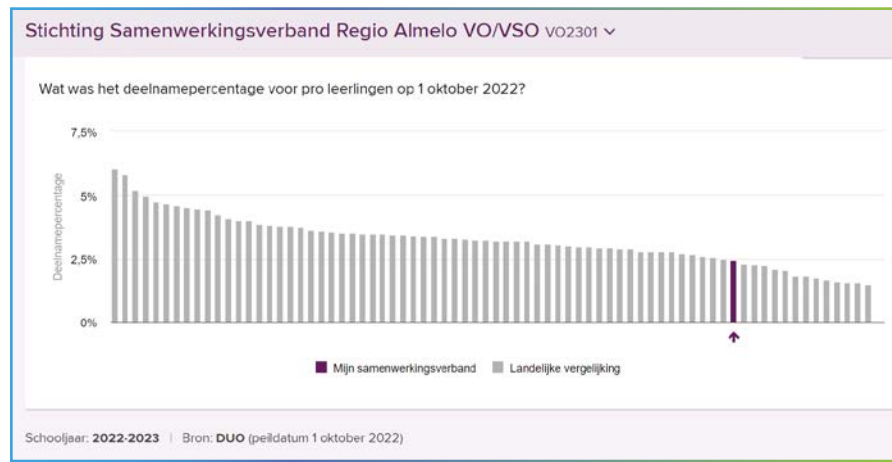 Stichting Samenwerkingsverband Regio Almelo VO/VSO VO2301
Wat was het deelnamepercentage voor pro leerlingen op 1 oktober 2022?
7,5%
5%
2,5%
0%
Deelnamepercentage
Mijn samenwerkingsverband Landelijke vergelijking
Schooljaar: 2022-2023 | Bron: DUO (peildatum 1 oktober 2022)